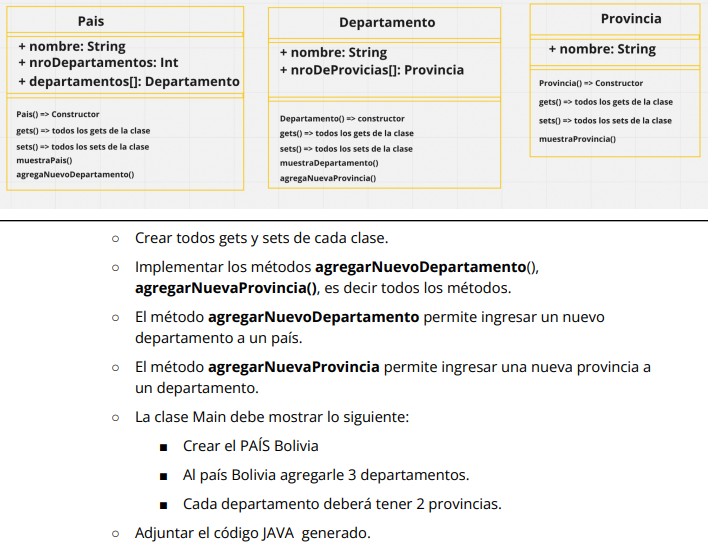 Pais
+ nombre: String
+ nroDepartamentos: Int
+ departamentos[]: Departamento
Pais() => Constructor
gets() => todos los gets de la clase
sets() => todos los sets de la clase
muestraPais()
agregaNuevoDepartamento()
Departamento
+ nombre: String
+ nroDeProvicias[]: Provincia
Departamento() => constructor
gets() => todos los gets de la clase
sets() => todos los sets de la clase
muestraDepartamento()
agregaNuevaProvincia()
Provincia
+ nombre: String
Provincia() => Constructor
gets() => todos los gets de la clase
sets() => todos los sets de la clase
muestraProvincia()
○ Crear todos gets y sets de cada clase.
○ Implementar los métodos agregarNuevoDepartamento(),
agregarNuevaProvincia(), es decir todos los métodos.
○ El método agregarNuevoDepartamento permite ingresar un nuevo
departamento a un país.
○ El método agregarNuevaProvincia permite ingresar una nueva provincia a
un departamento.
○ La clase Main debe mostrar lo siguiente:
■ Crear el PAÍS Bolivia
■ Al país Bolivia agregarle 3 departamentos.
■ Cada departamento deberá tener 2 provincias.
○ Adjuntar el código JAVA generado.